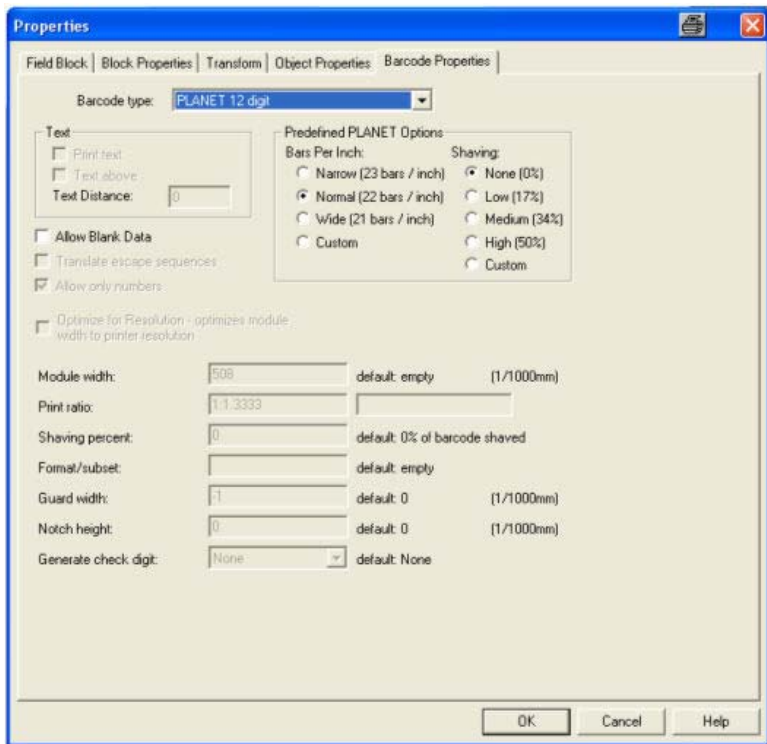 Properties
Field Block Block Properties Transform Object Properties Barcode Properties
Barcode type: PLANET 12 digit
Text
Print text
Text above
Text Distance: 0
Predefined PLANET Options
Bars Per Inch: Shaving:
Narrow (23 bars / inch) None (0%)
Normal (22 bars / inch) Low (17%)
Wide (21 bars / inch) Medium (34%)
Custom High (50%)
Custom
Allow Blank Data
Translate escape sequences
Allow only numbers
Optimize for Resolution - optimizes module
width to printer resolution
Module width: 508 default: empty (1/1000mm)
Print ratio: 1:1.3333
Shaving percent: 0 default: 0% of barcode shaved
Format/subset: default: empty
Guard width: -1 default: 0 (1/1000mm)
Notch height: 0 default: 0 (1/1000mm)
Generate check digit: None default: None
OK Cancel Help